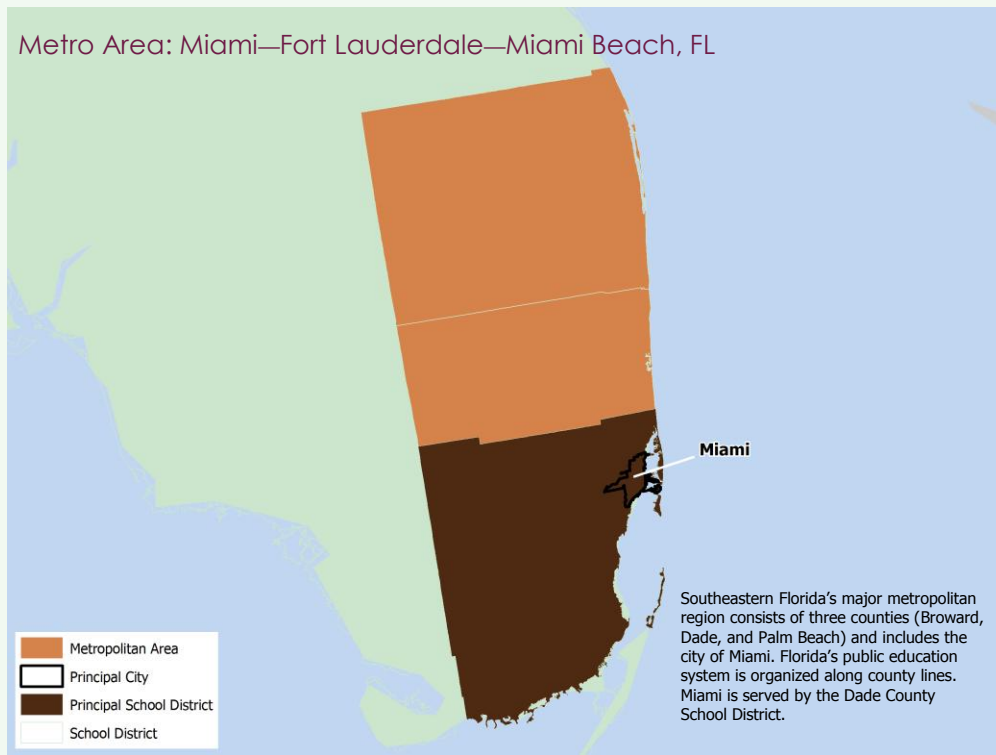 Metro Area: Miami—Fort Lauderdale—Miami Beach, FL
Miami
Southeastern Florida’s major metropolitan
region consists of three counties (Broward,
Dade, and Palm Beach) and includes the
city of Miami. Florida’s public education
system is organized along county lines.
Miami is served by the Dade County
School District.
Metropolitan Area
Principal City
Principal School District
School District